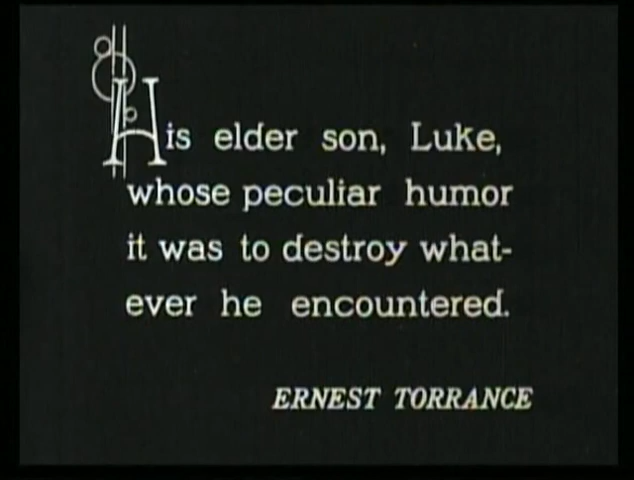 His elder son, Luke,
whose peculiar humor
it was to destroy what-
ever he encountered.
ERNEST TORRANCE